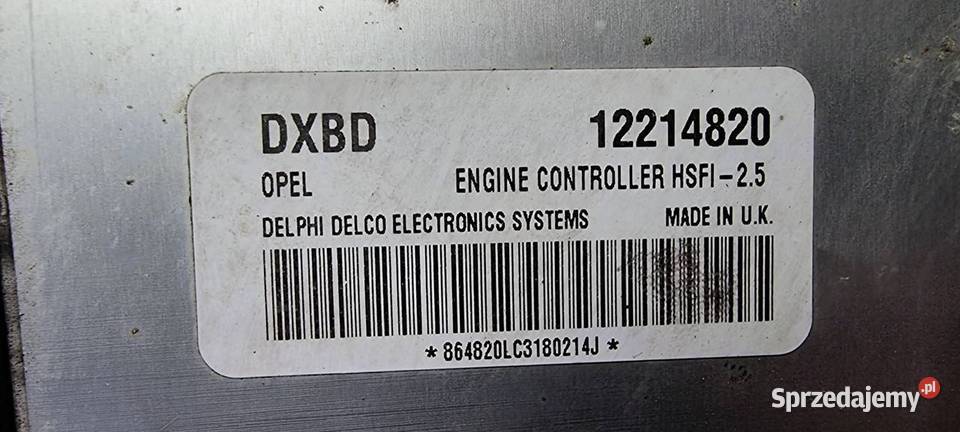 DXBD 12214820
OPEL ENGINE CONTROLLER HSFI-2.5
DELPHI DELCO ELECTRONICS SYSTEMS MADE IN U.K.
*864820LC3180214J*
Sprzedajemy.pl